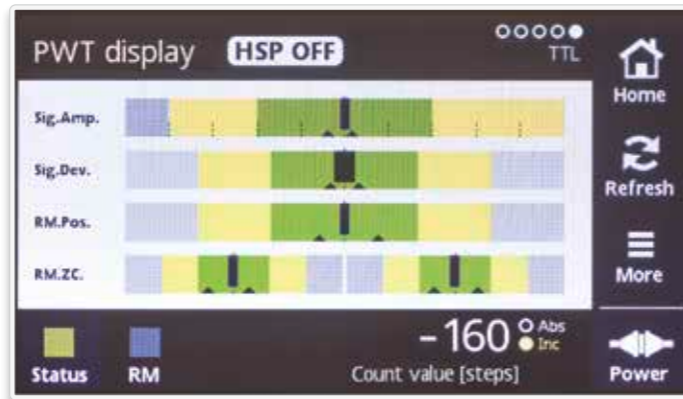 PWT display
HSP OFF
TTL
Home
Sig.Amp.
Sig.Dev.
Refresh
RM.Pos.
RM.ZC.
More
-160
Abs
Inc
Status
RM
Count value [steps]
Power